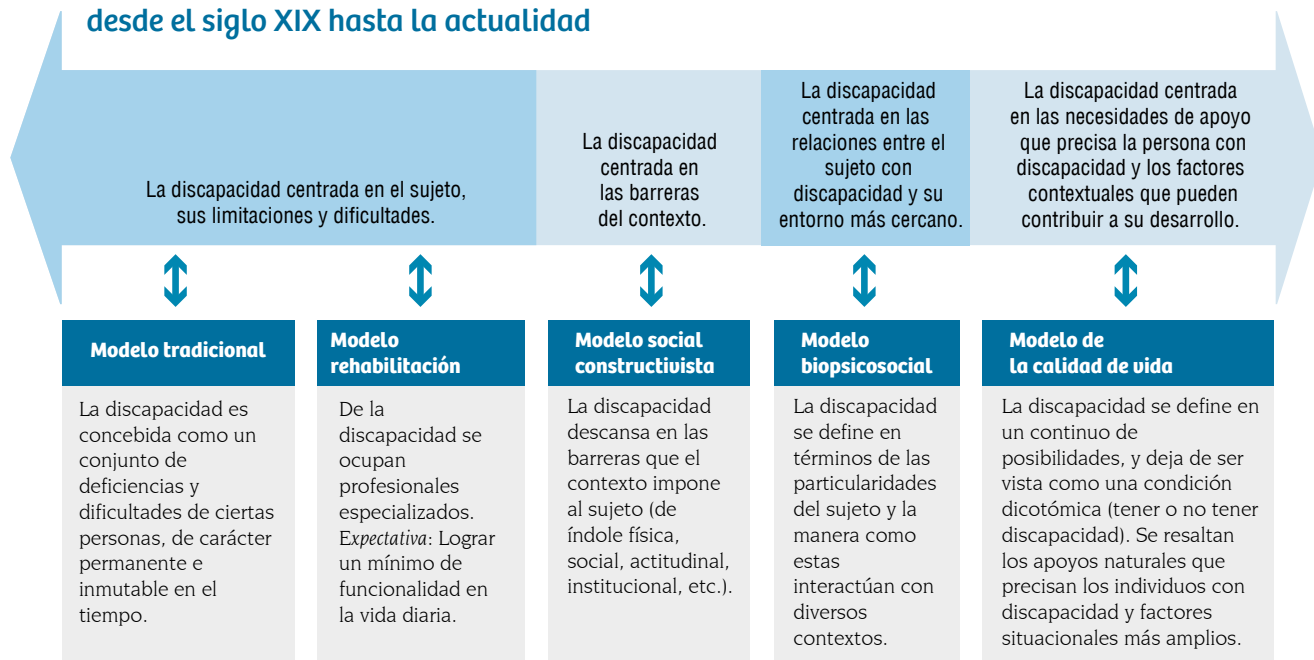 desde el siglo XIX hasta la actualidad
La discapacidad centrada en el sujeto,
sus limitaciones y dificultades.
La discapacidad
centrada en
las barreras
del contexto.
La discapacidad
centrada en las
relaciones entre el
sujeto con
discapacidad y su
entorno más cercano.
La discapacidad centrada
en las necesidades de apoyo
que precisa la persona con
discapacidad y los factores
contextuales que pueden
contribuir a su desarrollo.
Modelo tradicional
La discapacidad es
concebida como un
conjunto de
deficiencias y
dificultades de ciertas
personas, de carácter
permanente e
inmutable en el
tiempo.
Modelo
rehabilitación
De la
discapacidad se
ocupan
profesionales
especializados.
Expectativa: Lograr
un mínimo de
funcionalidad en
la vida diaria.
Modelo social
constructivista
La discapacidad
descansa en las
barreras que el
contexto impone
al sujeto (de
índole física,
social, actitudinal,
institucional, etc.).
Modelo
biopsicosocial
La discapacidad
se define en
términos de las
particularidades
del sujeto y la
manera como
estas
interactúan con
diversos
contextos.
Modelo de
la calidad de vida
La discapacidad se define en
un continuo de
posibilidades, y deja de ser
vista como una condición
dicotómica (tener o no tener
discapacidad). Se resaltan
los apoyos naturales que
precisan los individuos con
discapacidad y factores
situacionales más amplios.